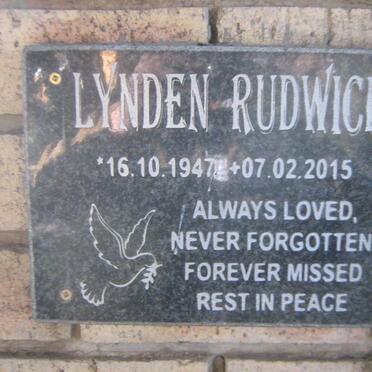 LYNDEN RUDWICK
*16.10.1947 +07.02.2015
ALWAYS LOVED,
NEVER FORGOTTEN
FOREVER MISSED
REST IN PEACE